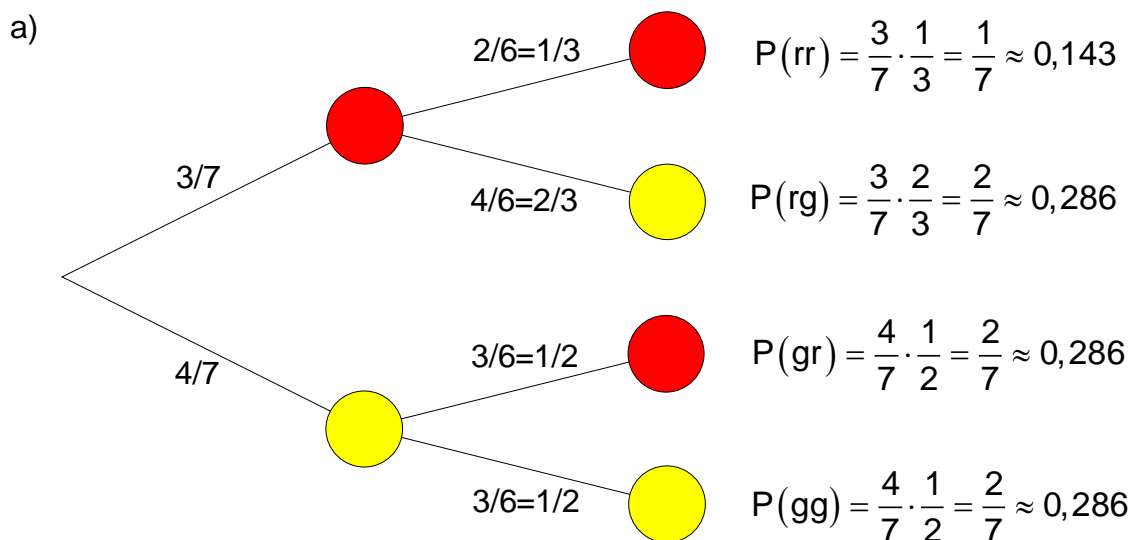 a)
2/6=1/3
P(rr) = 3/7 · 1/3 = 1/7 ≈ 0,143
3/7
4/6=2/3
P(rg) = 3/7 · 2/3 = 2/7 ≈ 0,286
4/7
3/6=1/2
P(gr) = 4/7 · 1/2 = 2/7 ≈ 0,286
3/6=1/2
P(gg) = 4/7 · 1/2 = 2/7 ≈ 0,286